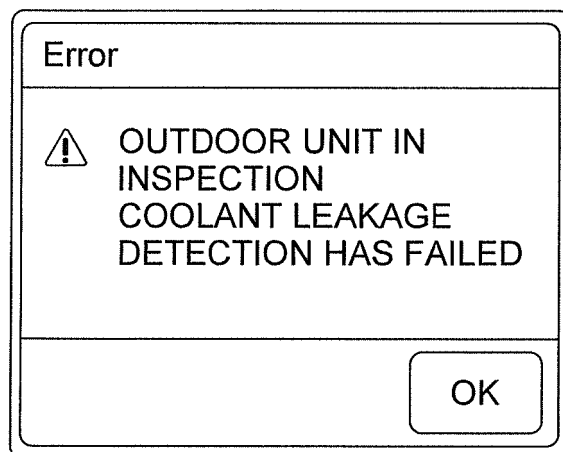 Error
OUTDOOR UNIT IN
INSPECTION
COOLANT LEAKAGE
DETECTION HAS FAILED
OK